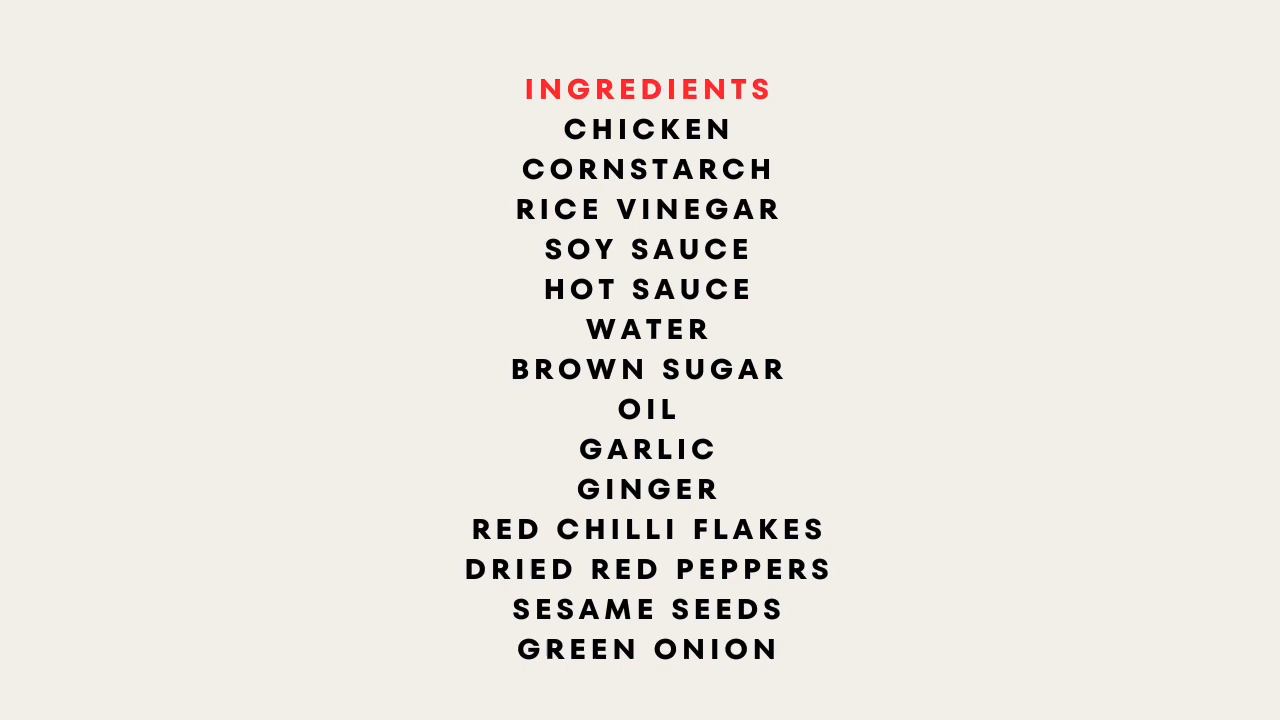 INGREDIENTS
CHICKEN
CORNSTARCH
RICE VINEGAR
SOY SAUCE
HOT SAUCE
WATER
BROWN SUGAR
OIL
GARLIC
GINGER
RED CHILLI FLAKES
DRIED RED PEPPERS
SESAME SEEDS
GREEN ONION